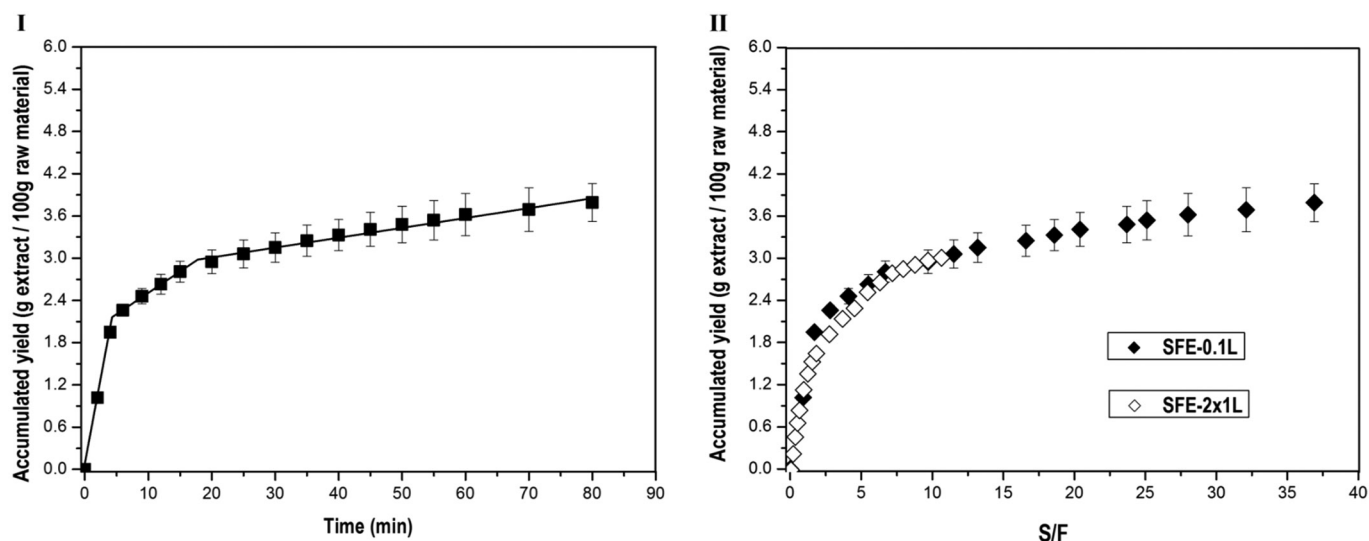 I
Accumulated yield (g extract / 100g raw material)
6.0
5.4
4.8
4.2
3.6
3.0
2.4
1.8
1.2
0.6
0.0
0 10 20 30 40 50 60 70 80 90
Time (min)
II
Accumulated yield (g extract / 100g raw material)
6.0
5.4
4.8
4.2
3.6
3.0
2.4
1.8
1.2
0.6
0.0
SFE-0.1L
SFE-2x1L
0 5 10 15 20 25 30 35 40
S/F